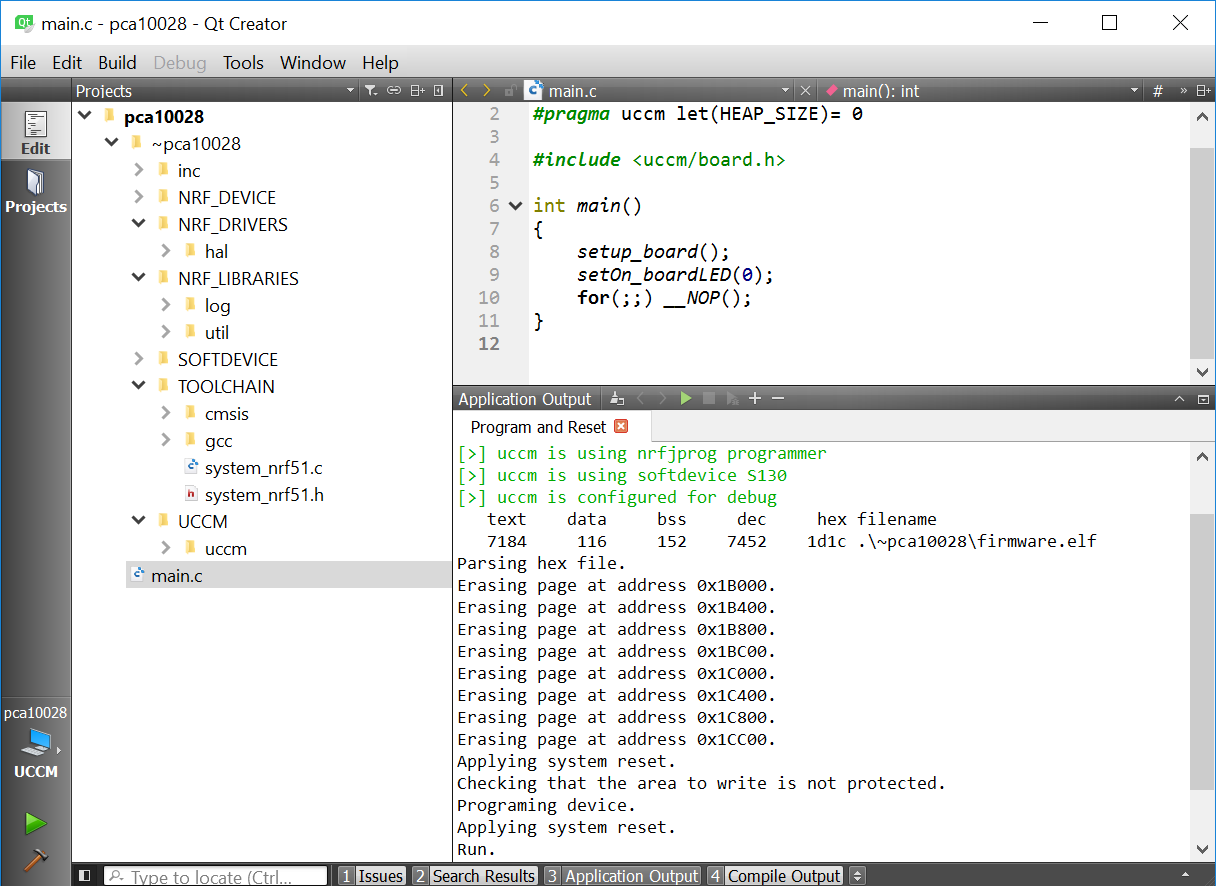 main.c - pca10028 - Qt Creator
File Edit Build Debug Tools Window Help
Projects
main.c
main(): int
#
»
Edit
Projects
pca10028
~pca10028
inc
NRF_DEVICE
NRF_DRIVERS
hal
NRF_LIBRARIES
log
util
SOFTDEVICE
TOOLCHAIN
cmsis
gcc
system_nrf51.c
system_nrf51.h
UCCM
uccm
main.c
2 #pragma uccm let(HEAP_SIZE)= 0
3
4 #include <uccm/board.h>
5
6 int main()
7 {
8 setup_board();
9 setOn_boardLED(0);
10 for(;;) __NOP();
11 }
12
Application Output
Program and Reset
[>] uccm is using nrfjprog programmer
[>] uccm is using softdevice S130
[>] uccm is configured for debug
text data bss dec hex filename
7184 116 152 7452 1d1c .\~pca10028\firmware.elf
Parsing hex file.
Erasing page at address 0x1B000.
Erasing page at address 0x1B400.
Erasing page at address 0x1B800.
Erasing page at address 0x1BC00.
Erasing page at address 0x1C000.
Erasing page at address 0x1C400.
Erasing page at address 0x1C800.
Erasing page at address 0x1CC00.
Applying system reset.
Checking that the area to write is not protected.
Programing device.
Applying system reset.
Run.
pca10028
UCCM
Type to locate (Ctrl...
1 Issues 2 Search Results 3 Application Output 4 Compile Output